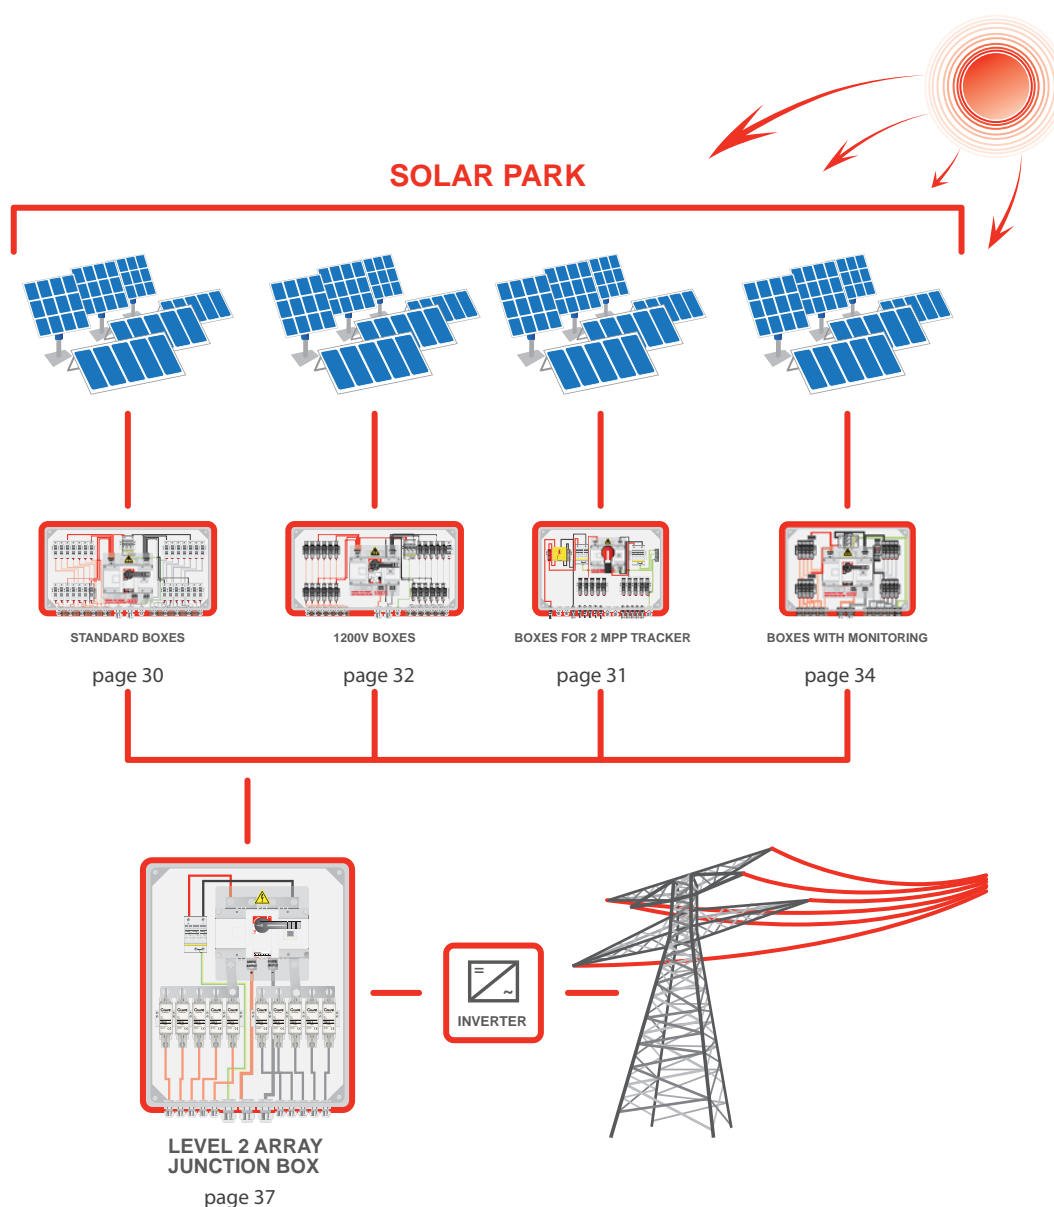 SOLAR PARK
STANDARD BOXES
1200V BOXES
BOXES FOR 2 MPP TRACKER
BOXES WITH MONITORING
page 30
page 32
page 31
page 34
INVERTER
LEVEL 2 ARRAY
JUNCTION BOX
page 37